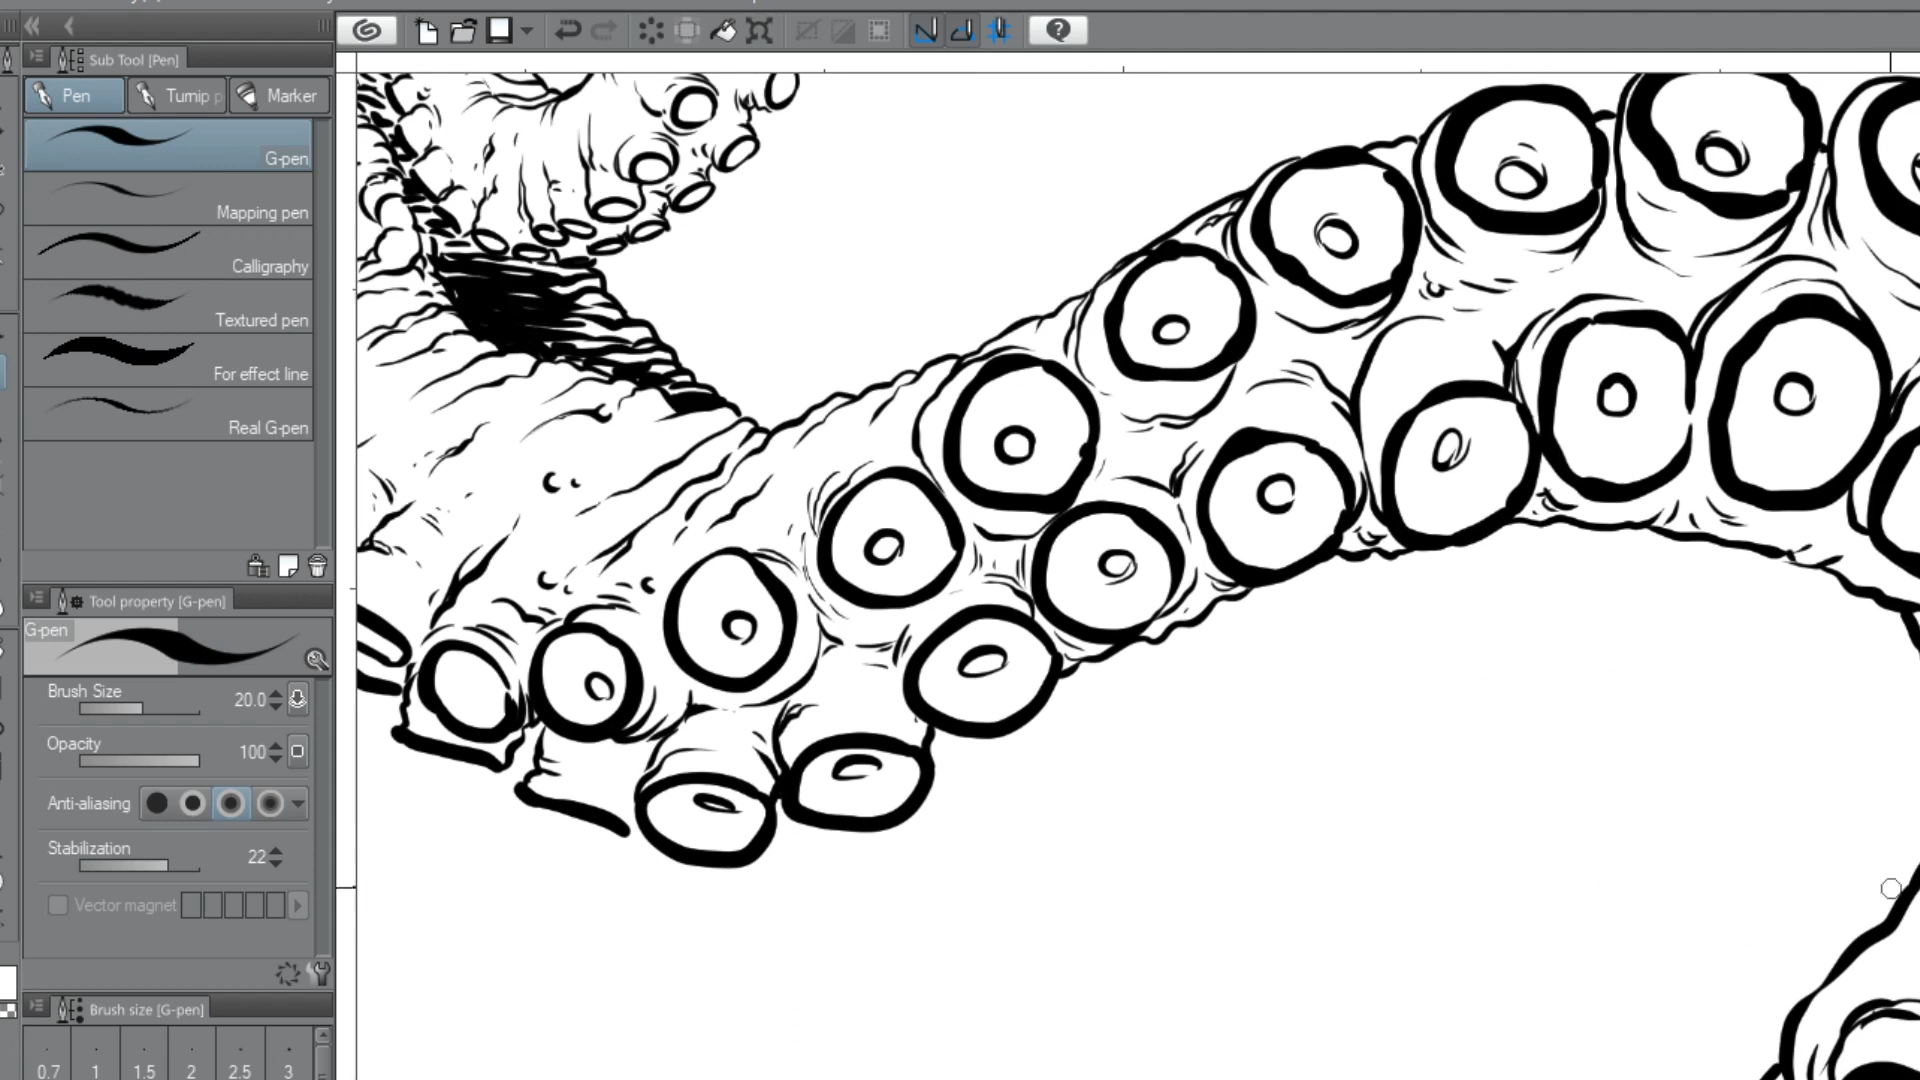 Sub Tool [Pen]
Pen
Turnip p
Marker
G-pen
Mapping pen
Calligraphy
Textured pen
For effect line
Real G-pen
Tool property [G-pen]
G-pen
Brush Size 20.0
Opacity 100
Anti-aliasing
Stabilization 22
Vector magnet
Brush size [G-pen]
0.7 1 1.5 2 2.5 3